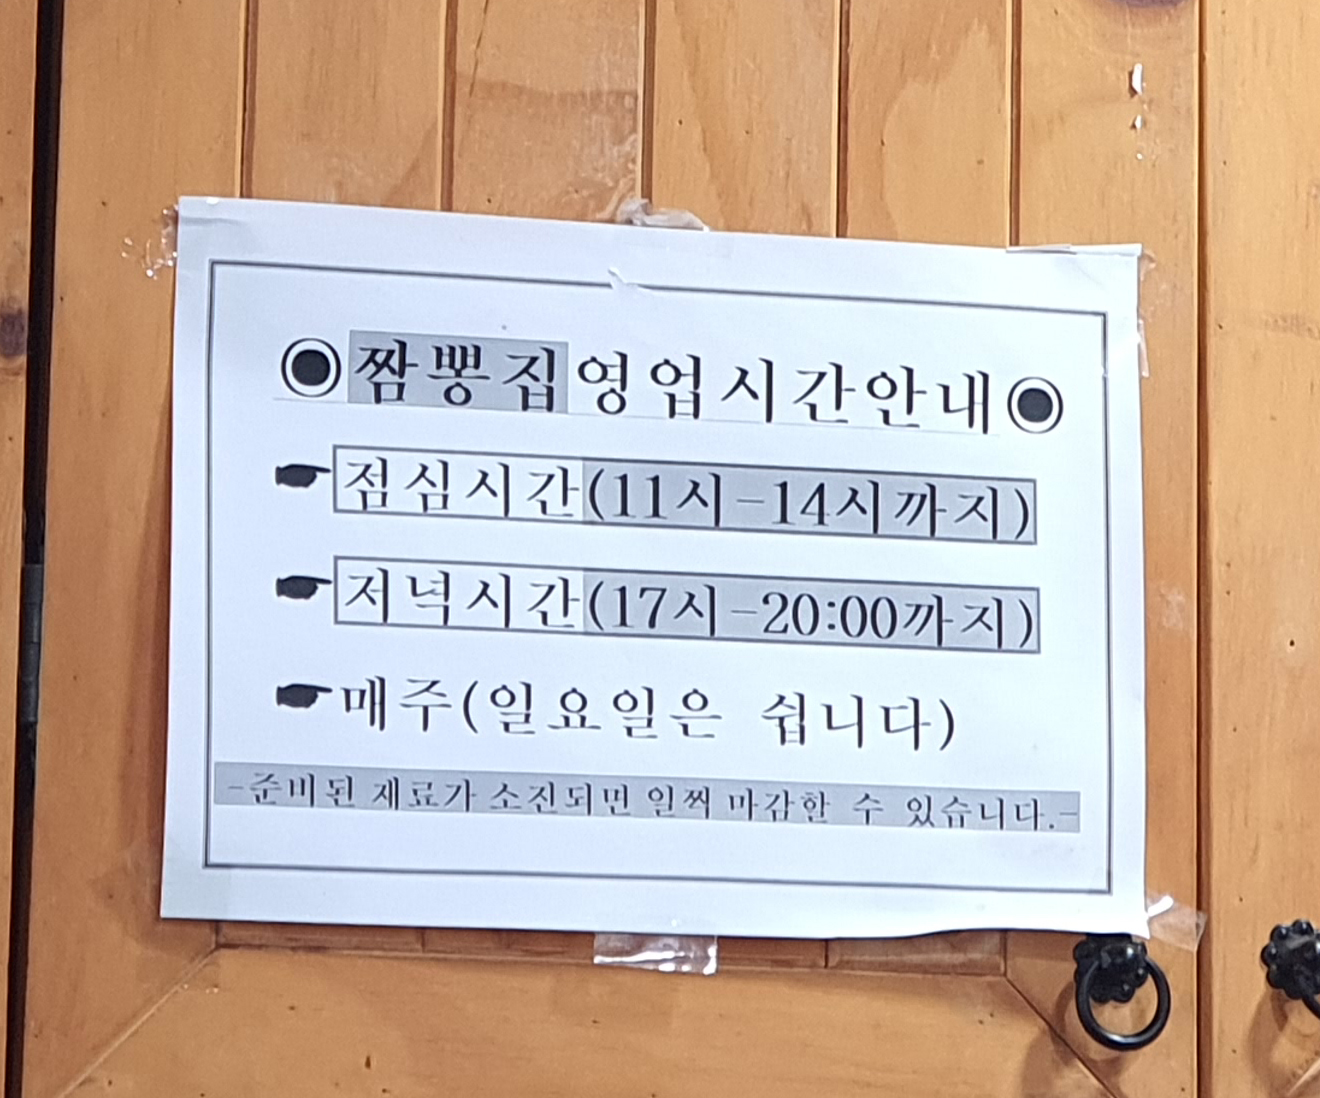 ◉짬뽕집영업시간안내◉
☛점심시간(11시-14시까지)
☛저녁시간(17시-20:00까지)
☛매주(일요일은 쉽니다)
-준비된 재료가 소진되면 일찍 마감할 수 있습니다.-